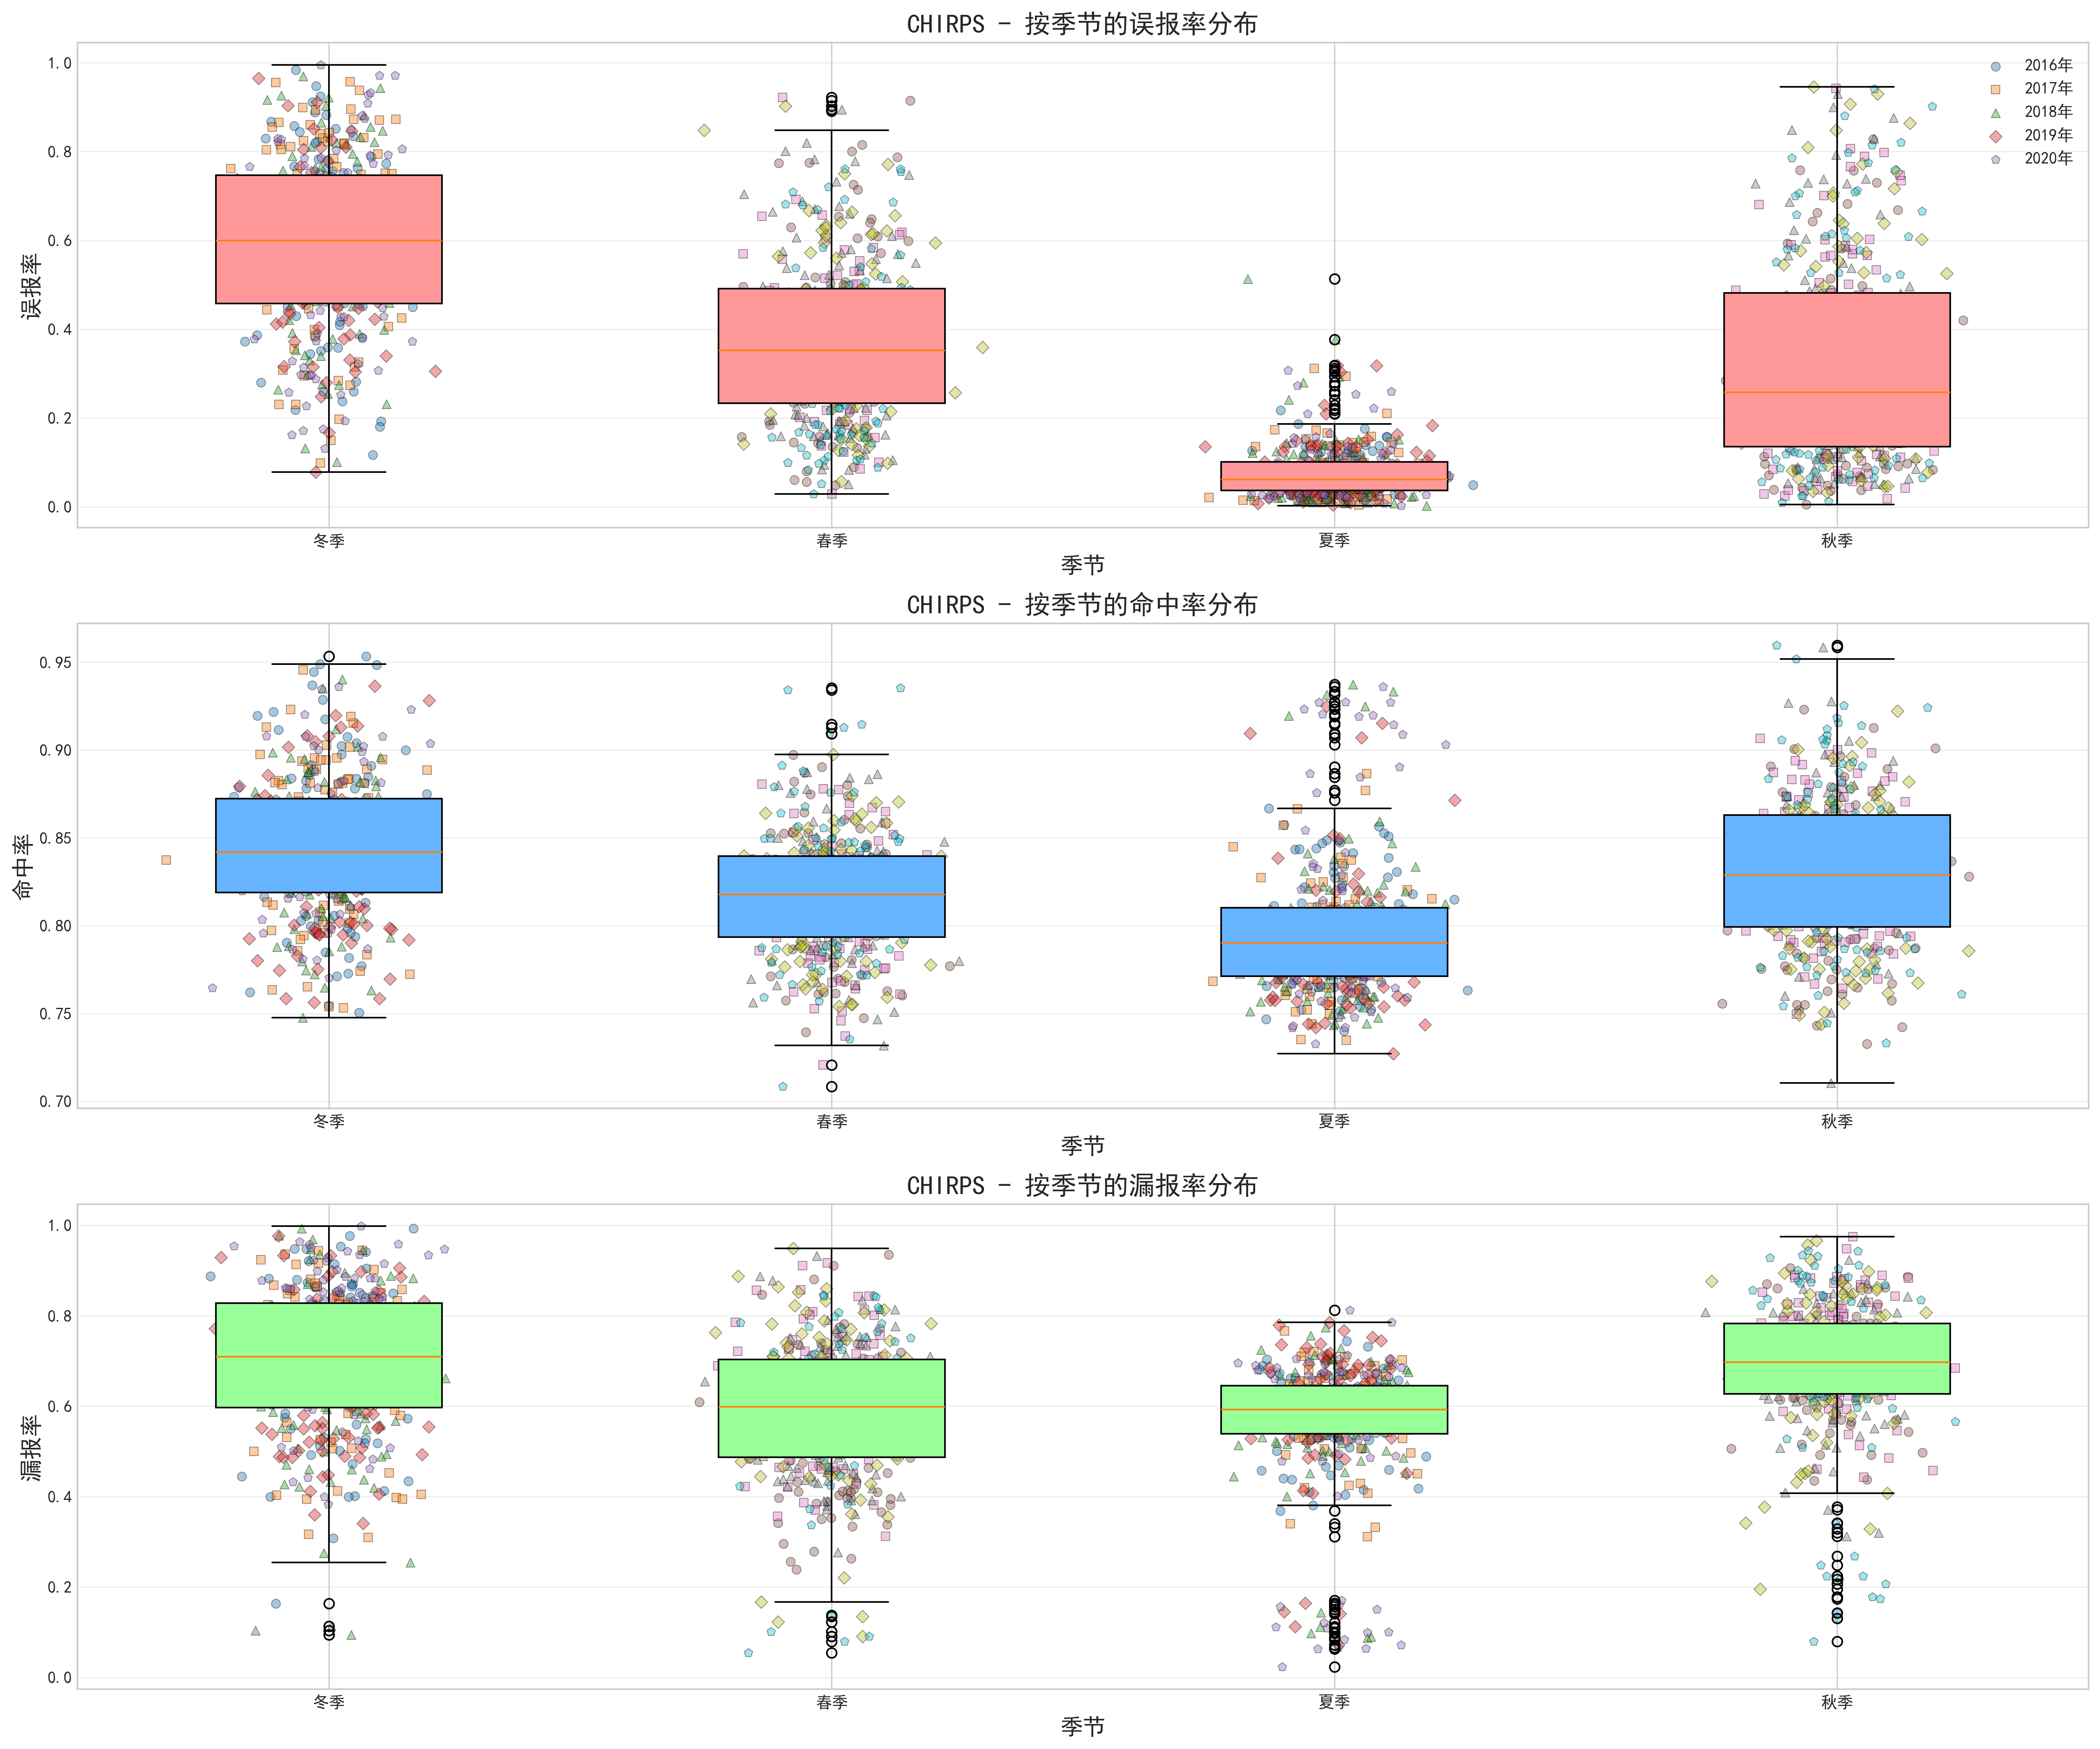 CHIRPS - 按季节的误报率分布
1.0
0.8
0.6
0.4
0.2
0.0
误报率
2016年
2017年
2018年
2019年
2020年
冬季
春季
夏季
秋季
季节
CHIRPS - 按季节的命中率分布
0.95
0.90
0.85
0.80
0.75
0.70
命中率
冬季
春季
夏季
秋季
季节
CHIRPS - 按季节的漏报率分布
1.0
0.8
0.6
0.4
0.2
0.0
漏报率
冬季
春季
夏季
秋季
季节